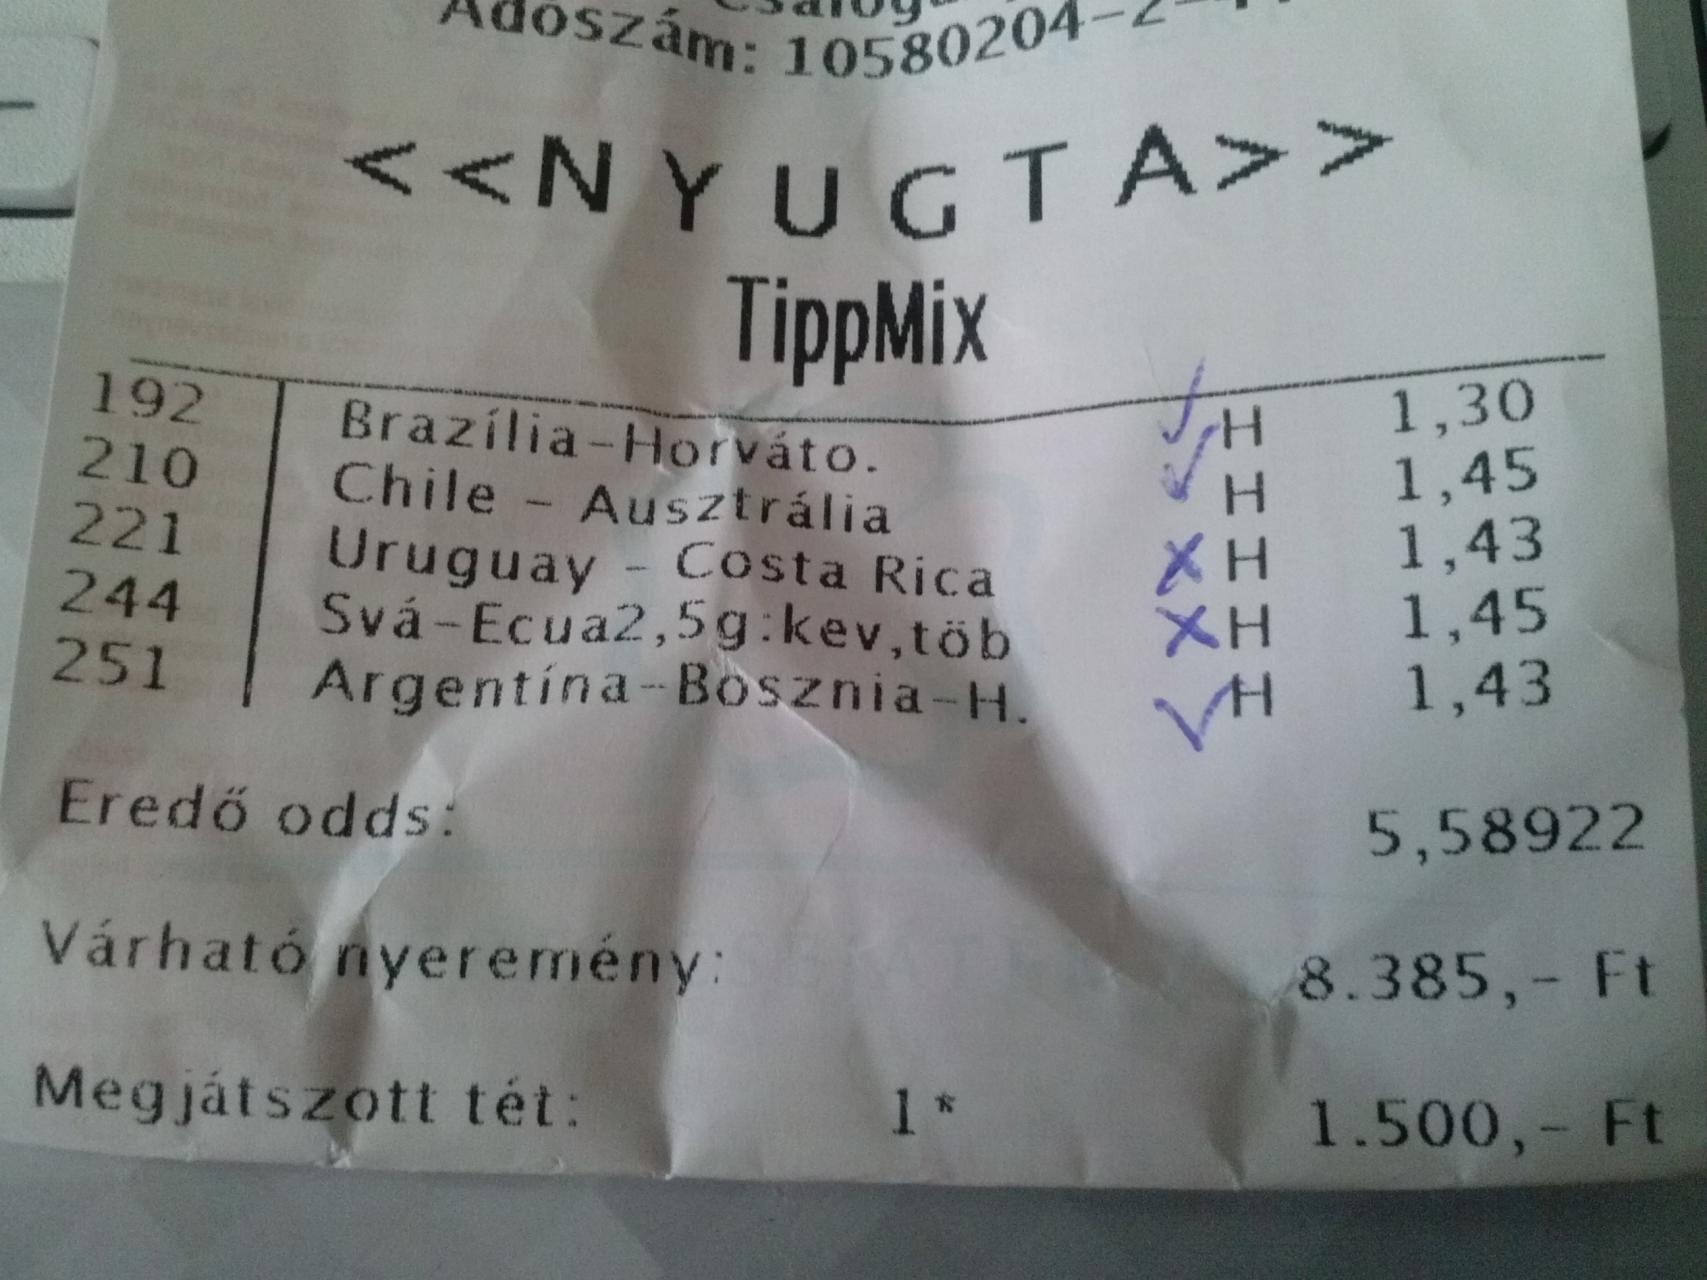 Adószám: 10580204-2-41
<<NYUGTA>>
TippMix
192 Brazília-Horváto. H 1,30
210 Chile - Ausztrália H 1,45
221 Uruguay - Costa Rica H 1,43
244 Svá-Ecua2,5g:kev,töb H 1,45
251 Argentína-Bosznia-H. H 1,43
Eredő odds: 5,58922
Várható nyeremény: 8.385,- Ft
Megjátszott tét: 1* 1.500,- Ft